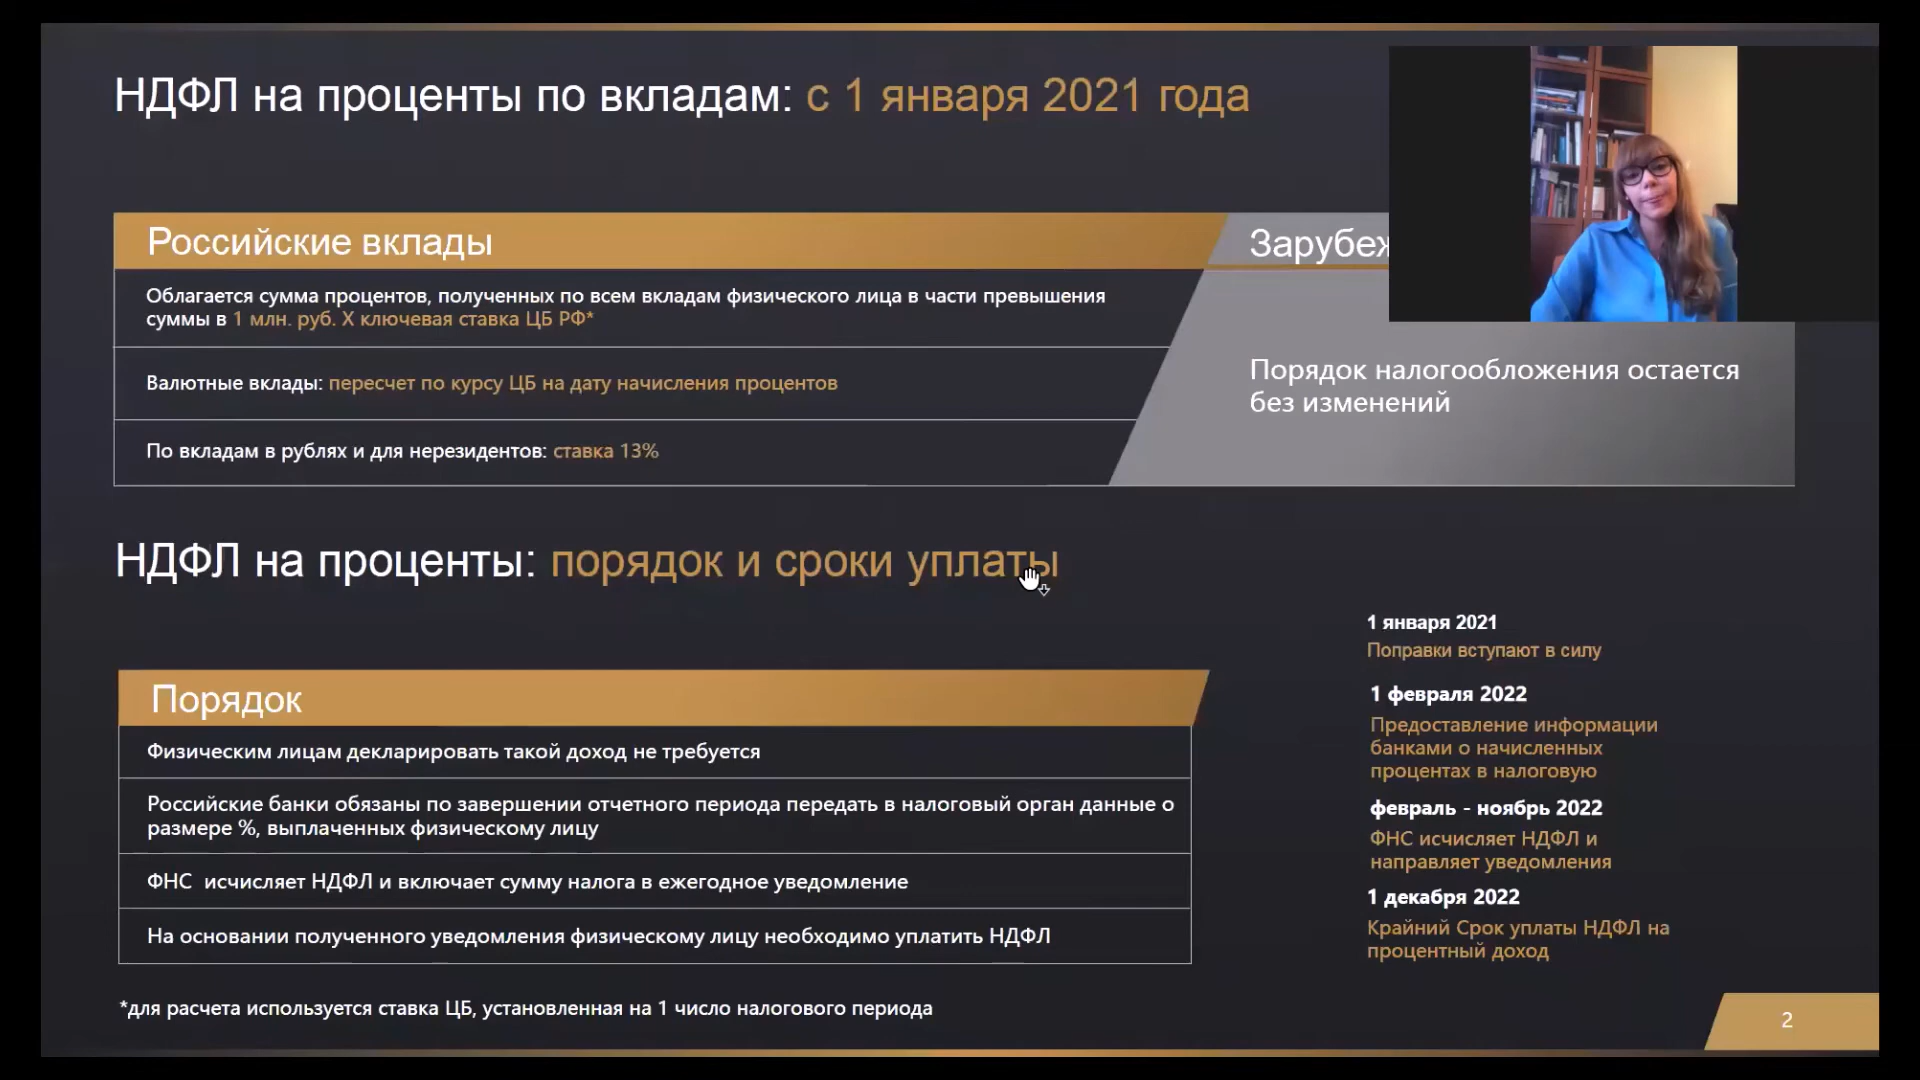 НДФЛ на проценты по вкладам: с 1 января 2021 года
Российские вклады
Облагается сумма процентов, полученных по всем вкладам физического лица в части превышения
суммы в 1 млн. руб. Х ключевая ставка ЦБ РФ*
Валютные вклады: пересчет по курсу ЦБ на дату начисления процентов
По вкладам в рублях и для нерезидентов: ставка 13%
Порядок налогообложения остается
без изменений
НДФЛ на проценты: порядок и сроки уплаты
Порядок
Физическим лицам декларировать такой доход не требуется
Российские банки обязаны по завершении отчетного периода передать в налоговый орган данные о
размере %, выплаченных физическому лицу
ФНС исчисляет НДФЛ и включает сумму налога в ежегодное уведомление
На основании полученного уведомления физическому лицу необходимо уплатить НДФЛ
1 января 2021
Поправки вступают в силу
1 февраля 2022
Предоставление информации
банками о начисленных
процентах в налоговую
февраль - ноябрь 2022
ФНС исчисляет НДФЛ и
направляет уведомления
1 декабря 2022
Крайний Срок уплаты НДФЛ на
процентный доход
*для расчета используется ставка ЦБ, установленная на 1 число налогового периода
2